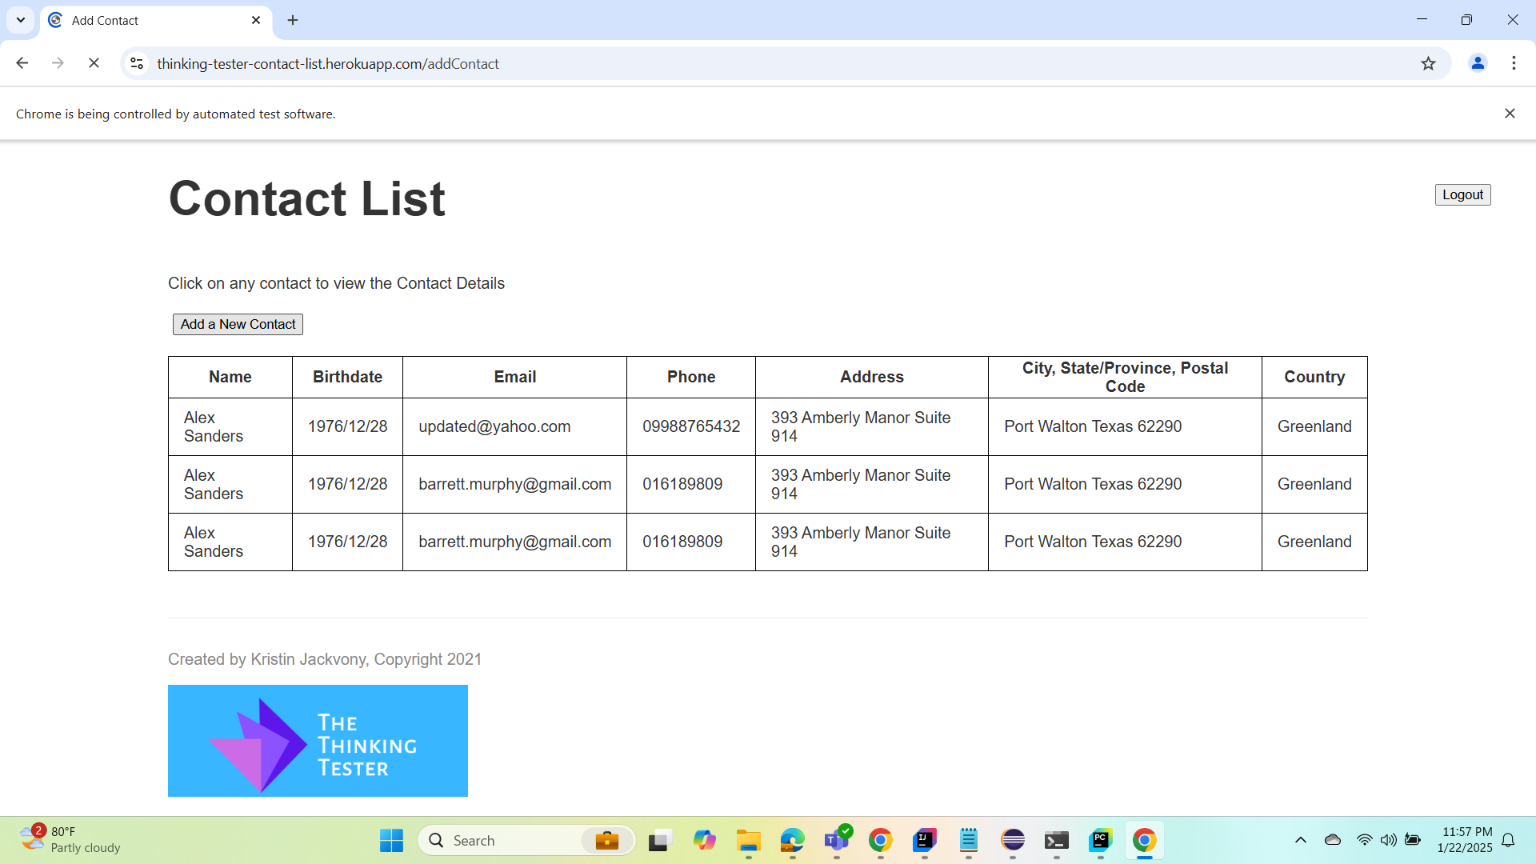 Add Contact
thinking-tester-contact-list.herokuapp.com/addContact
Chrome is being controlled by automated test software.
Contact List
Logout
Click on any contact to view the Contact Details
Add a New Contact
Name Birthdate Email Phone Address City, State/Province, Postal Code Country
Alex Sanders 1976/12/28 updated@yahoo.com 09988765432 393 Amberly Manor Suite 914 Port Walton Texas 62290 Greenland
Alex Sanders 1976/12/28 barrett.murphy@gmail.com 016189809 393 Amberly Manor Suite 914 Port Walton Texas 62290 Greenland
Alex Sanders 1976/12/28 barrett.murphy@gmail.com 016189809 393 Amberly Manor Suite 914 Port Walton Texas 62290 Greenland
Created by Kristin Jackvony, Copyright 2021
THE
THINKING
TESTER
2
80°F
Partly cloudy
Search
11:57 PM
1/22/2025